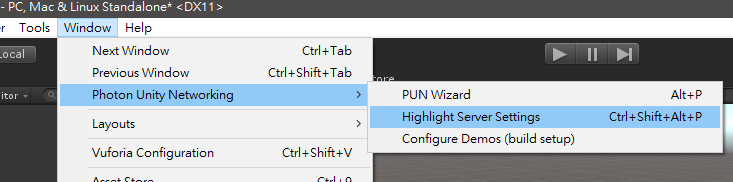 - PC, Mac & Linux Standalone* <DX11>
Tools Window Help
Local
Next Window Ctrl+Tab
Previous Window Ctrl+Shift+Tab
Photon Unity Networking
PUN Wizard Alt+P
Highlight Server Settings Ctrl+Shift+Alt+P
Layouts
Configure Demos (build setup)
Vuforia Configuration Ctrl+Shift+V
Asset Store Ctrl+9